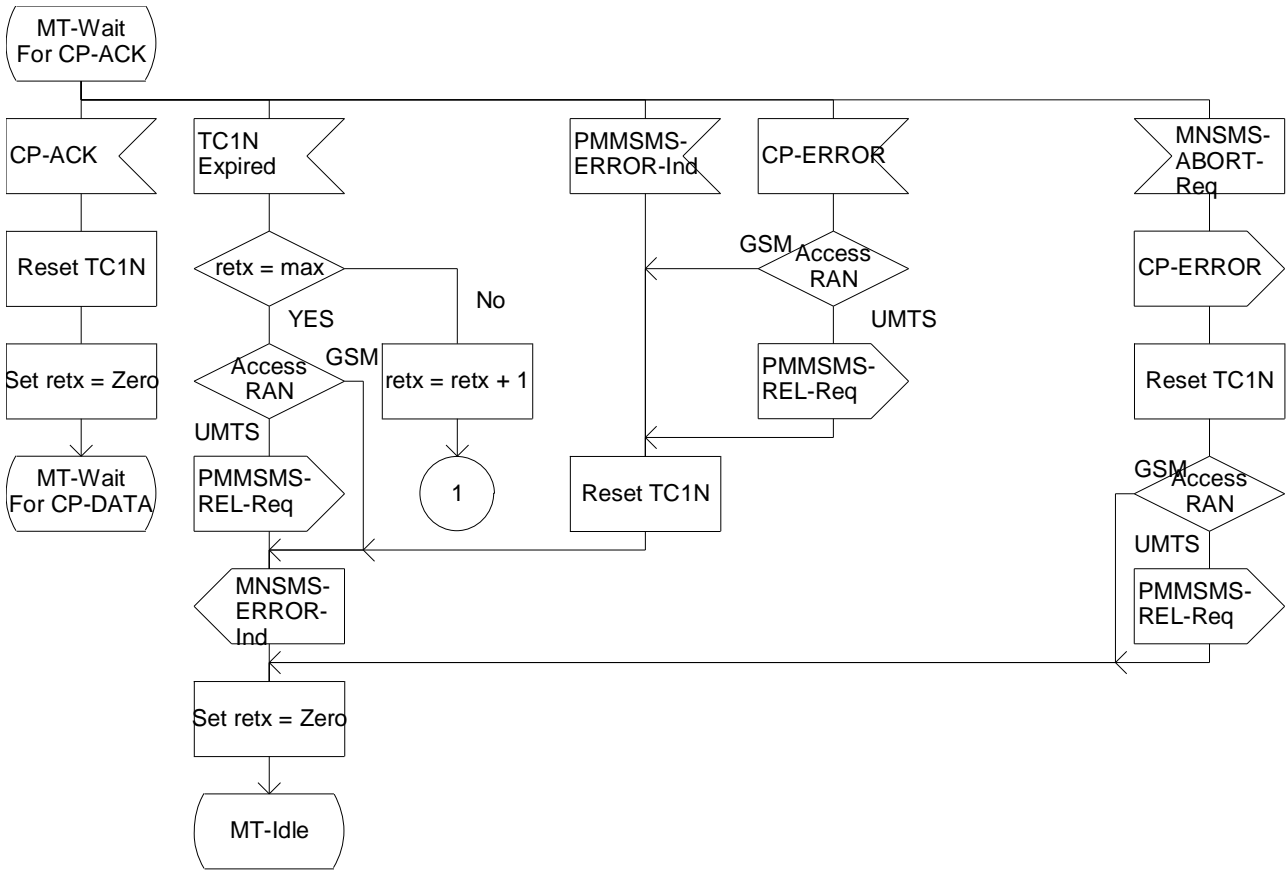 MT-Wait
For CP-ACK
CP-ACK
TC1N
Expired
PMMSMS-
ERROR-Ind
CP-ERROR
MNSMS-
ABORT-
Req
Reset TC1N
retx = max
GSM
Access
RAN
CP-ERROR
No
YES
UMTS
Set retx = Zero
Access
RAN
GSM
retx = retx + 1
PMMSMS-
REL-Req
Reset TC1N
UMTS
MT-Wait
For CP-DATA
PMMSMS-
REL-Req
1
Reset TC1N
GSM
Access
RAN
UMTS
MNSMS-
ERROR-
Ind
PMMSMS-
REL-Req
Set retx = Zero
MT-Idle